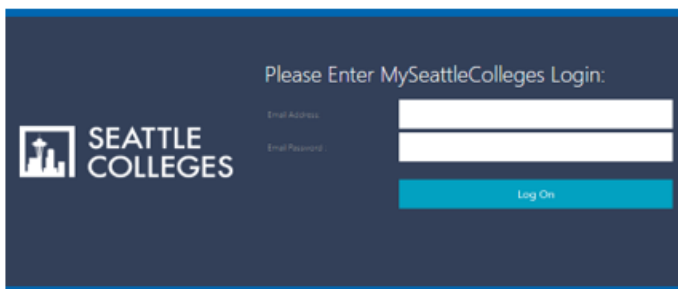 Please Enter MySeattleColleges Login:
Email Address:
Email Password :
SEATTLE
COLLEGES
Log On